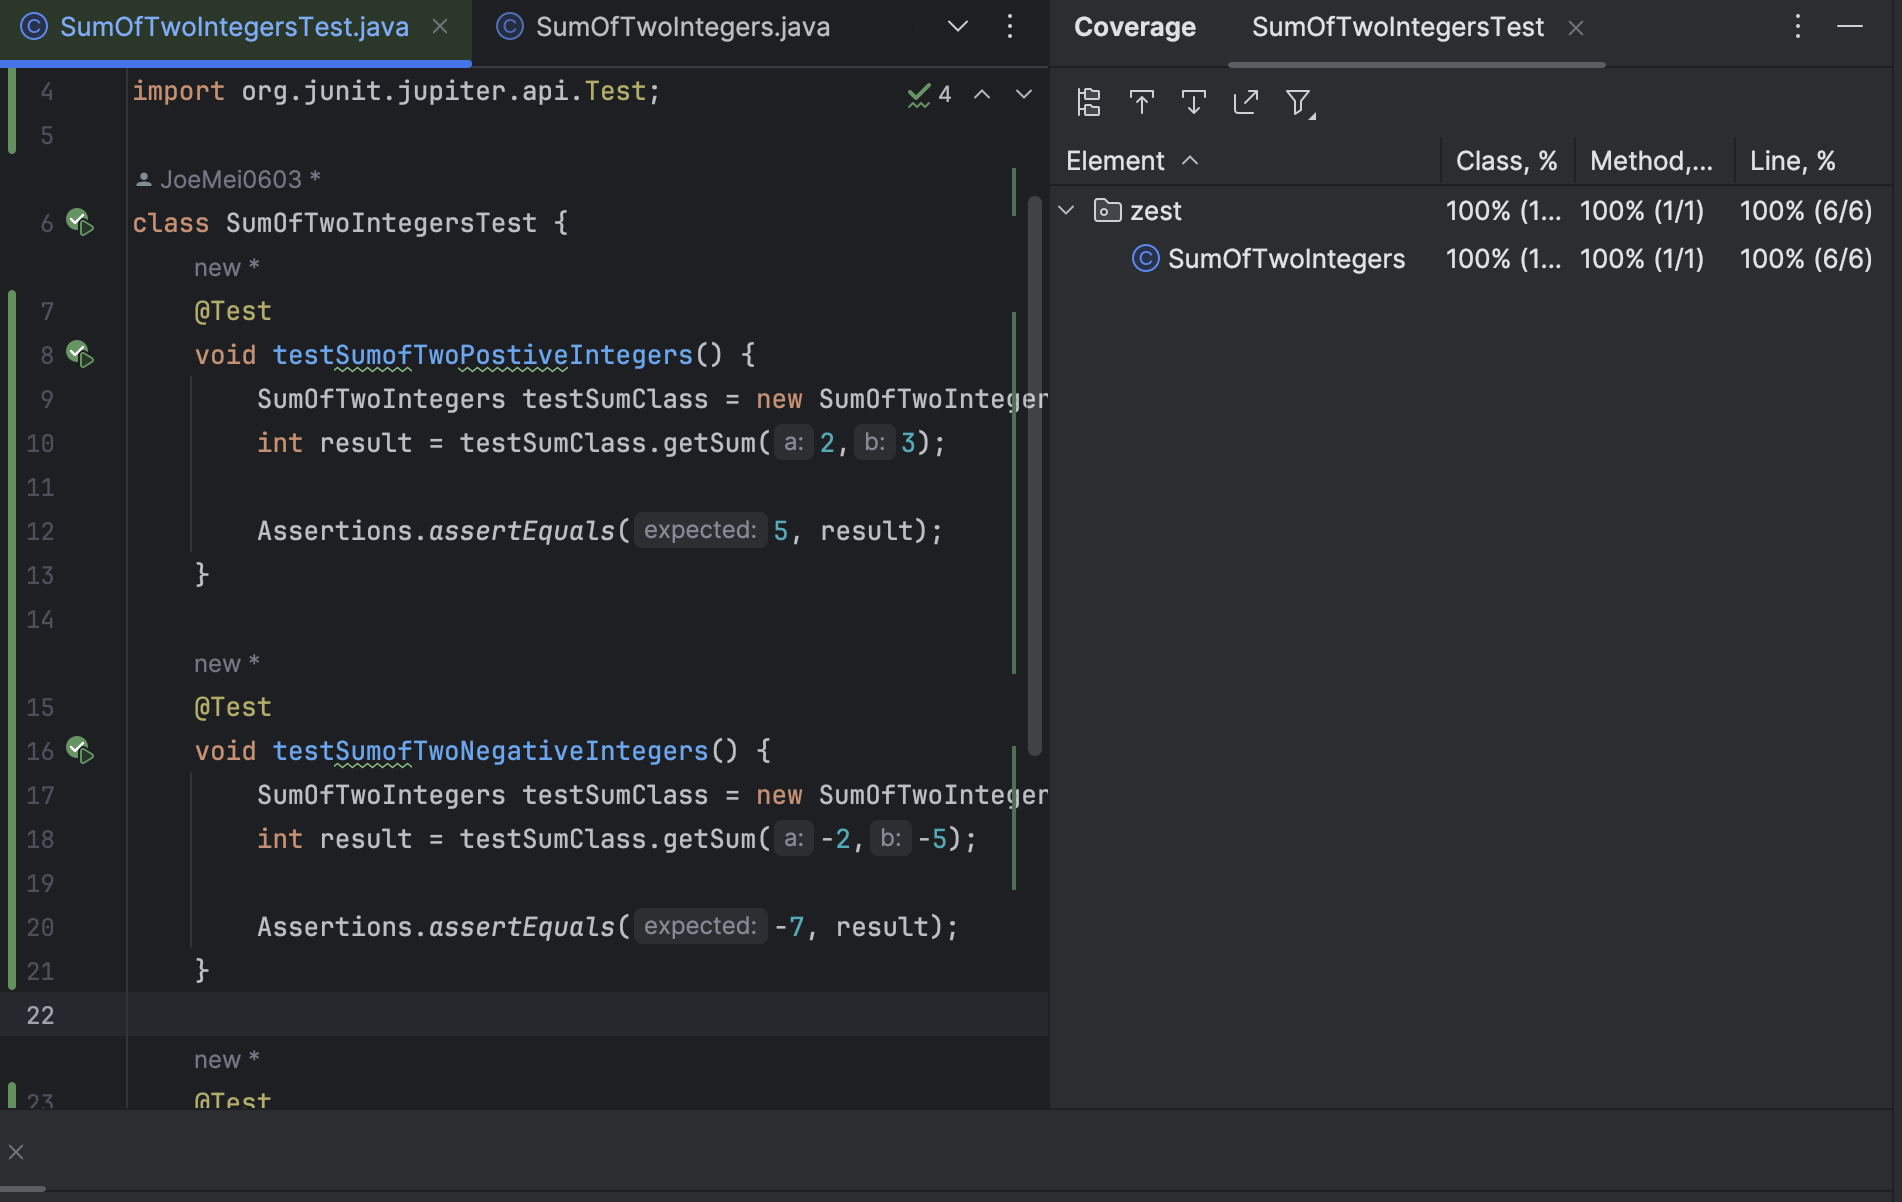 SumOfTwoIntegersTest.java
SumOfTwoIntegers.java
Coverage
SumOfTwoIntegersTest
4 import org.junit.jupiter.api.Test;
4
5
JoeMei0603 *
6 class SumOfTwoIntegersTest {
new *
7 @Test
8 void testSumofTwoPostiveIntegers() {
9 SumOfTwoIntegers testSumClass = new SumOfTwoInteger
10 int result = testSumClass.getSum( a: 2, b: 3);
11
12 Assertions.assertEquals( expected: 5, result);
13 }
14
new *
15 @Test
16 void testSumofTwoNegativeIntegers() {
17 SumOfTwoIntegers testSumClass = new SumOfTwoInteger
18 int result = testSumClass.getSum( a: -2, b: -5);
19
20 Assertions.assertEquals( expected: -7, result);
21 }
22
new *
23 @Test
Element Class, % Method,... Line, %
zest 100% (1... 100% (1/1) 100% (6/6)
SumOfTwoIntegers 100% (1... 100% (1/1) 100% (6/6)